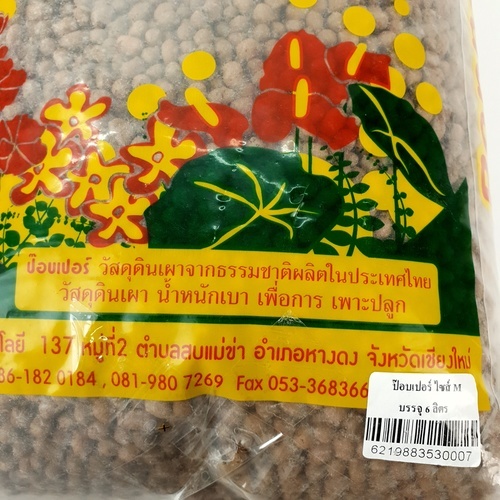 ป๊อบเปอร์ วัสดุดินเผาจากธรรมชาติผลิตในประเทศไทย
วัสดุดินเผา น้ำหนักเบา เพื่อการ เพาะปลูก
โลยี 137 หมู่ที่2 ตำบลสบแม่ข่า อำเภอหางดง จังหวัดเชียงใหม่
86-182 0184 , 081-980 7269 Fax 053-368366
ป๊อบเปอร์ ไซส์ M
บรรจุ 6 ลิตร
6219883530007